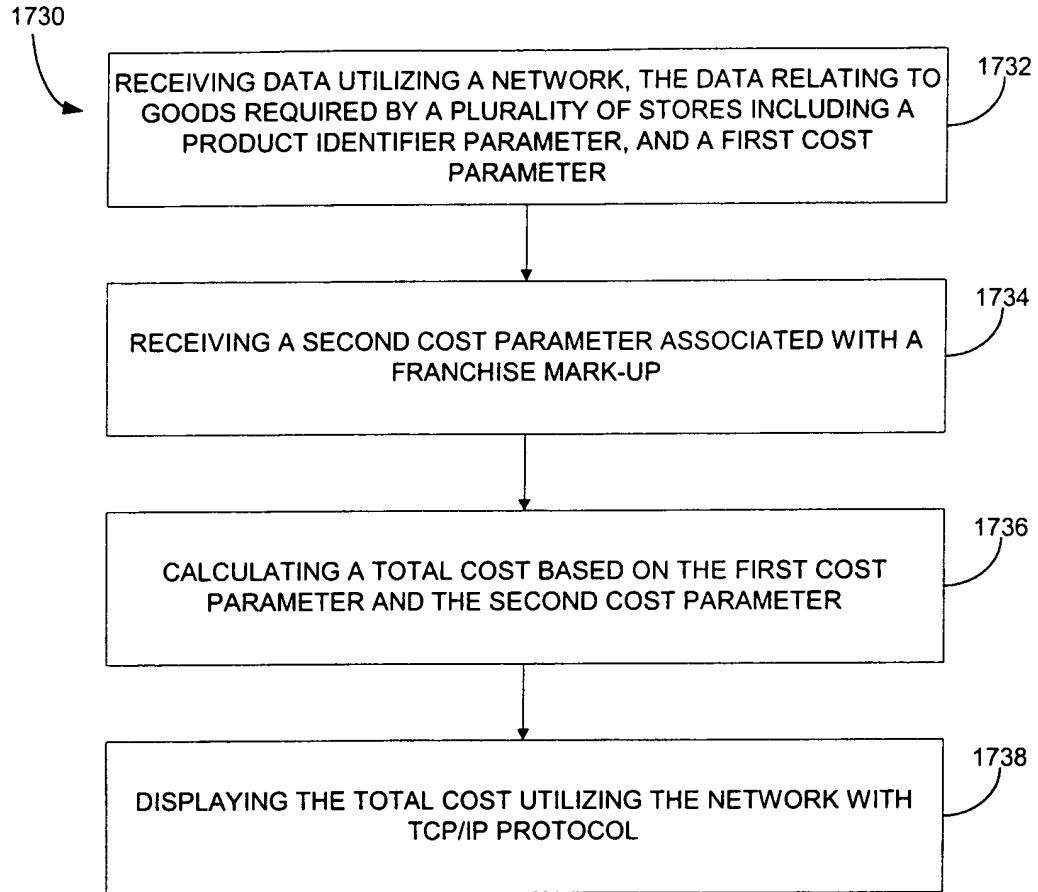 1730
RECEIVING DATA UTILIZING A NETWORK, THE DATA RELATING TO
GOODS REQUIRED BY A PLURALITY OF STORES INCLUDING A
PRODUCT IDENTIFIER PARAMETER, AND A FIRST COST
PARAMETER
1732
RECEIVING A SECOND COST PARAMETER ASSOCIATED WITH A
FRANCHISE MARK-UP
1734
CALCULATING A TOTAL COST BASED ON THE FIRST COST
PARAMETER AND THE SECOND COST PARAMETER
1736
DISPLAYING THE TOTAL COST UTILIZING THE NETWORK WITH
TCP/IP PROTOCOL
1738